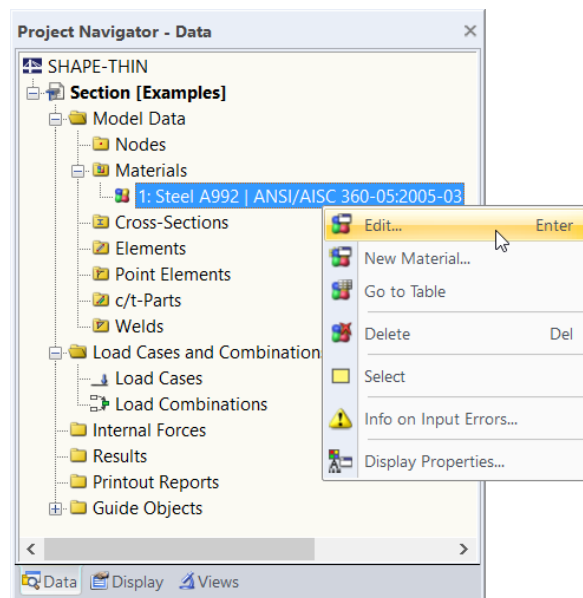 Project Navigator - Data
SHAPE-THIN
Section [Examples]
Model Data
Nodes
Materials
1: Steel A992 | ANSI/AISC 360-05:2005-03
Cross-Sections
Elements
Point Elements
c/t-Parts
Welds
Load Cases and Combination
Load Cases
Load Combinations
Internal Forces
Results
Printout Reports
Guide Objects
Edit... Enter
New Material...
Go to Table
Delete Del
Select
Info on Input Errors...
Display Properties...
Data Display Views